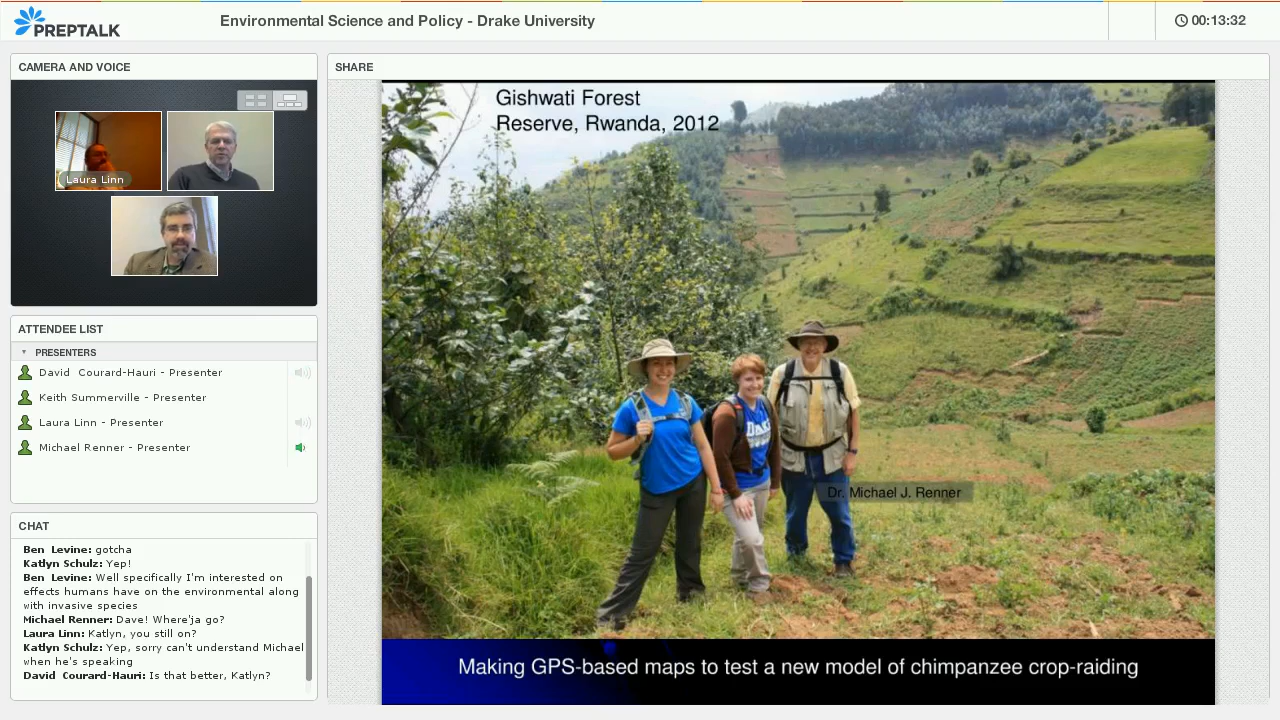 PREPTALK
Environmental Science and Policy - Drake University
00:13:32
CAMERA AND VOICE
Laura Linn
ATTENDEE LIST
PRESENTERS
David Courard-Hauri - Presenter
Keith Summerville - Presenter
Laura Linn - Presenter
Michael Renner - Presenter
CHAT
Ben Levine: gotcha
Katlyn Schulz: Yep!
Ben Levine: Well specifically I'm interested on
effects humans have on the environmental along
with invasive species
Michael Renner: Dave! Where'ja go?
Laura Linn: Katlyn, you still on?
Katlyn Schulz: Yep, sorry can't understand Michael
when he's speaking
David Courard-Hauri: Is that better, Katlyn?
SHARE
Gishwati Forest
Reserve, Rwanda, 2012
DRAKE
Dr. Michael J. Renner
Making GPS-based maps to test a new model of chimpanzee crop-raiding